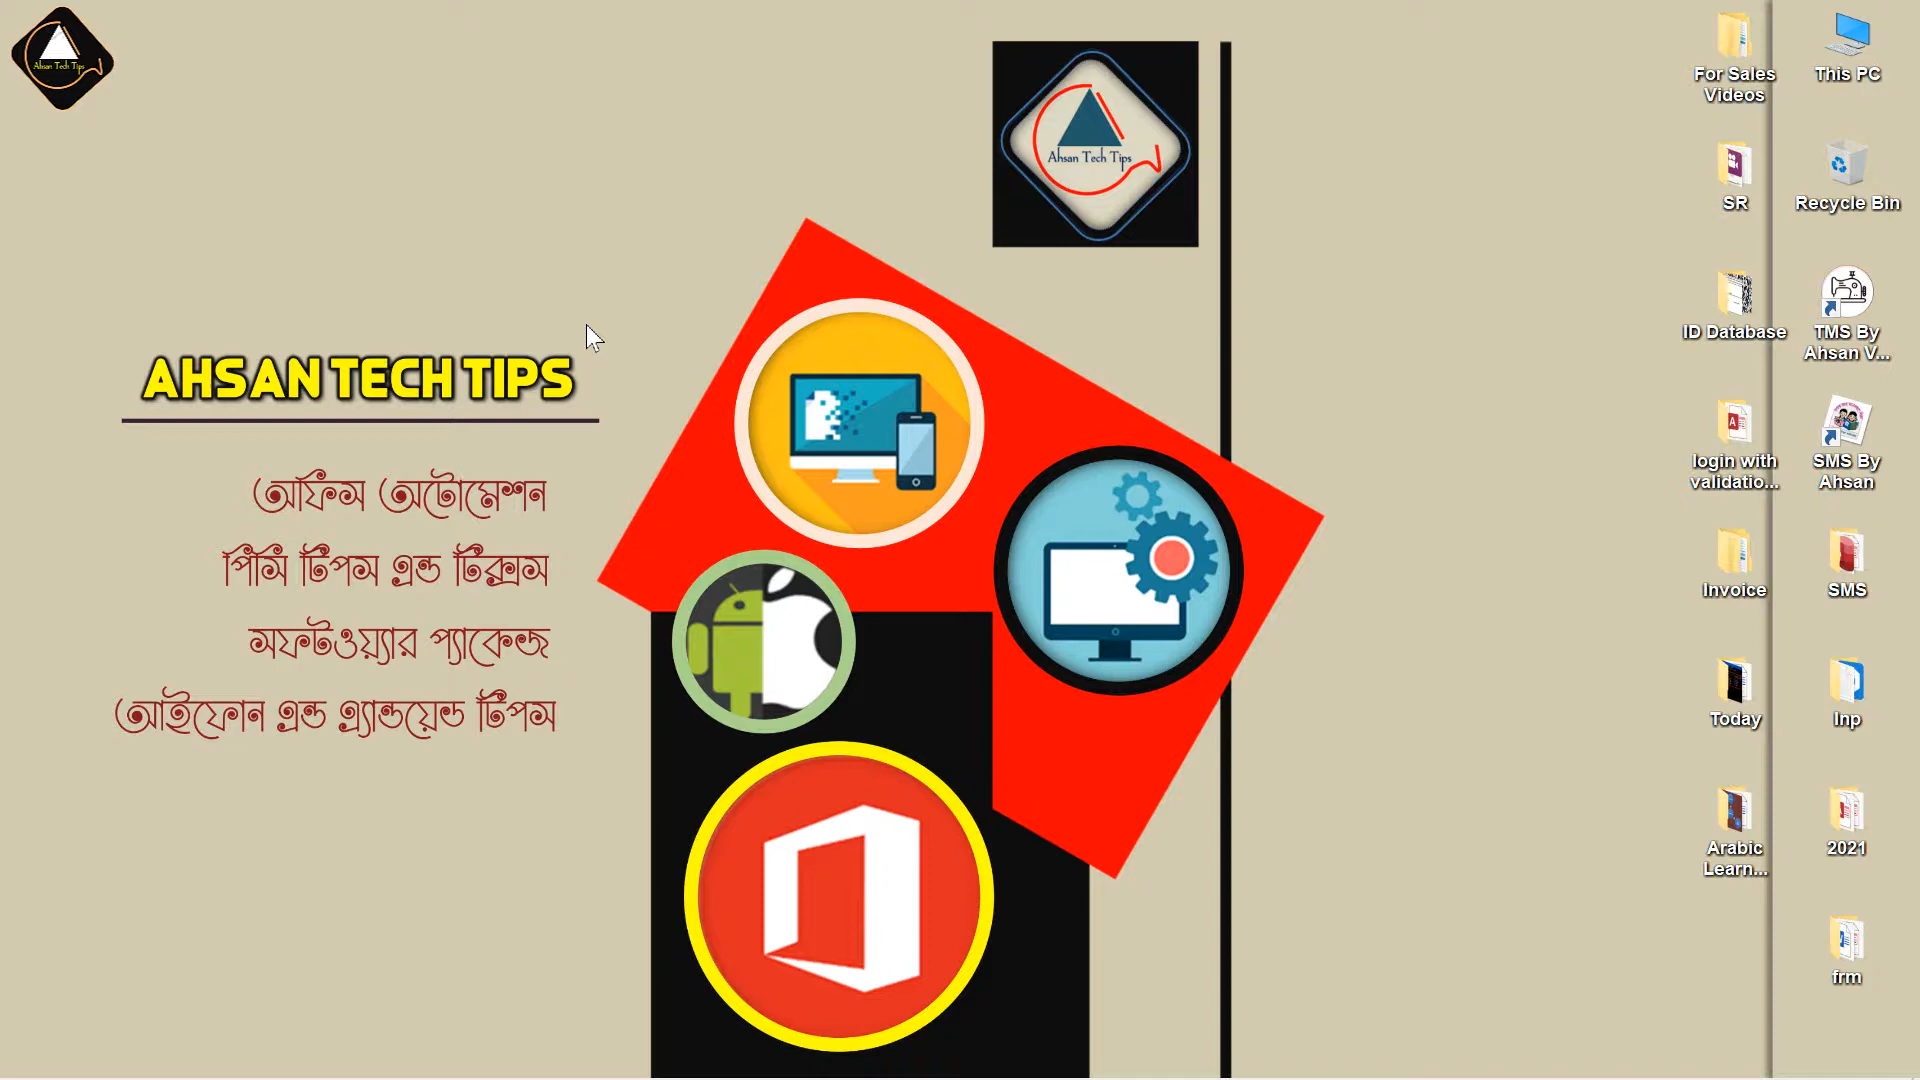 Ahsan Tech Tips
Ahsan Tech Tips
AHSAN TECH TIPS
অফিস অটোমেশন
পিসি টিপস এন্ড টিক্সস
সফটওয়্যার প্যাকেজ
আইফোন এন্ড এ্যান্ডয়েড টিপস
For Sales
Videos
This PC
SR
Recycle Bin
ID Database
TMS By
Ahsan V...
login with
validatio...
SMS By
Ahsan
Invoice
SMS
Today
Inp
Arabic
Learn...
2021
frm